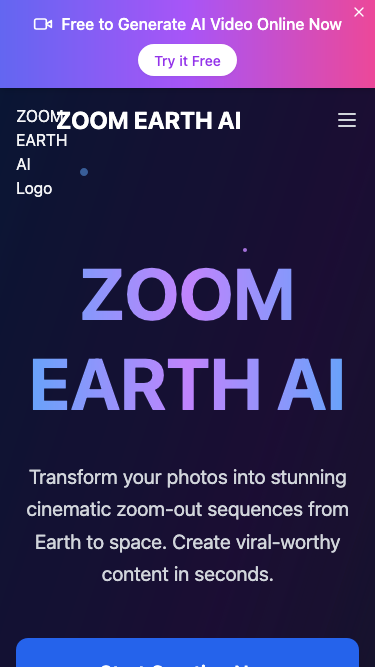 Free to Generate AI Video Online Now
Try it Free
ZOOM
EARTH
AI
Logo
ZOOM EARTH AI
ZOOM
EARTH AI
Transform your photos into stunning
cinematic zoom-out sequences from
Earth to space. Create viral-worthy
content in seconds.